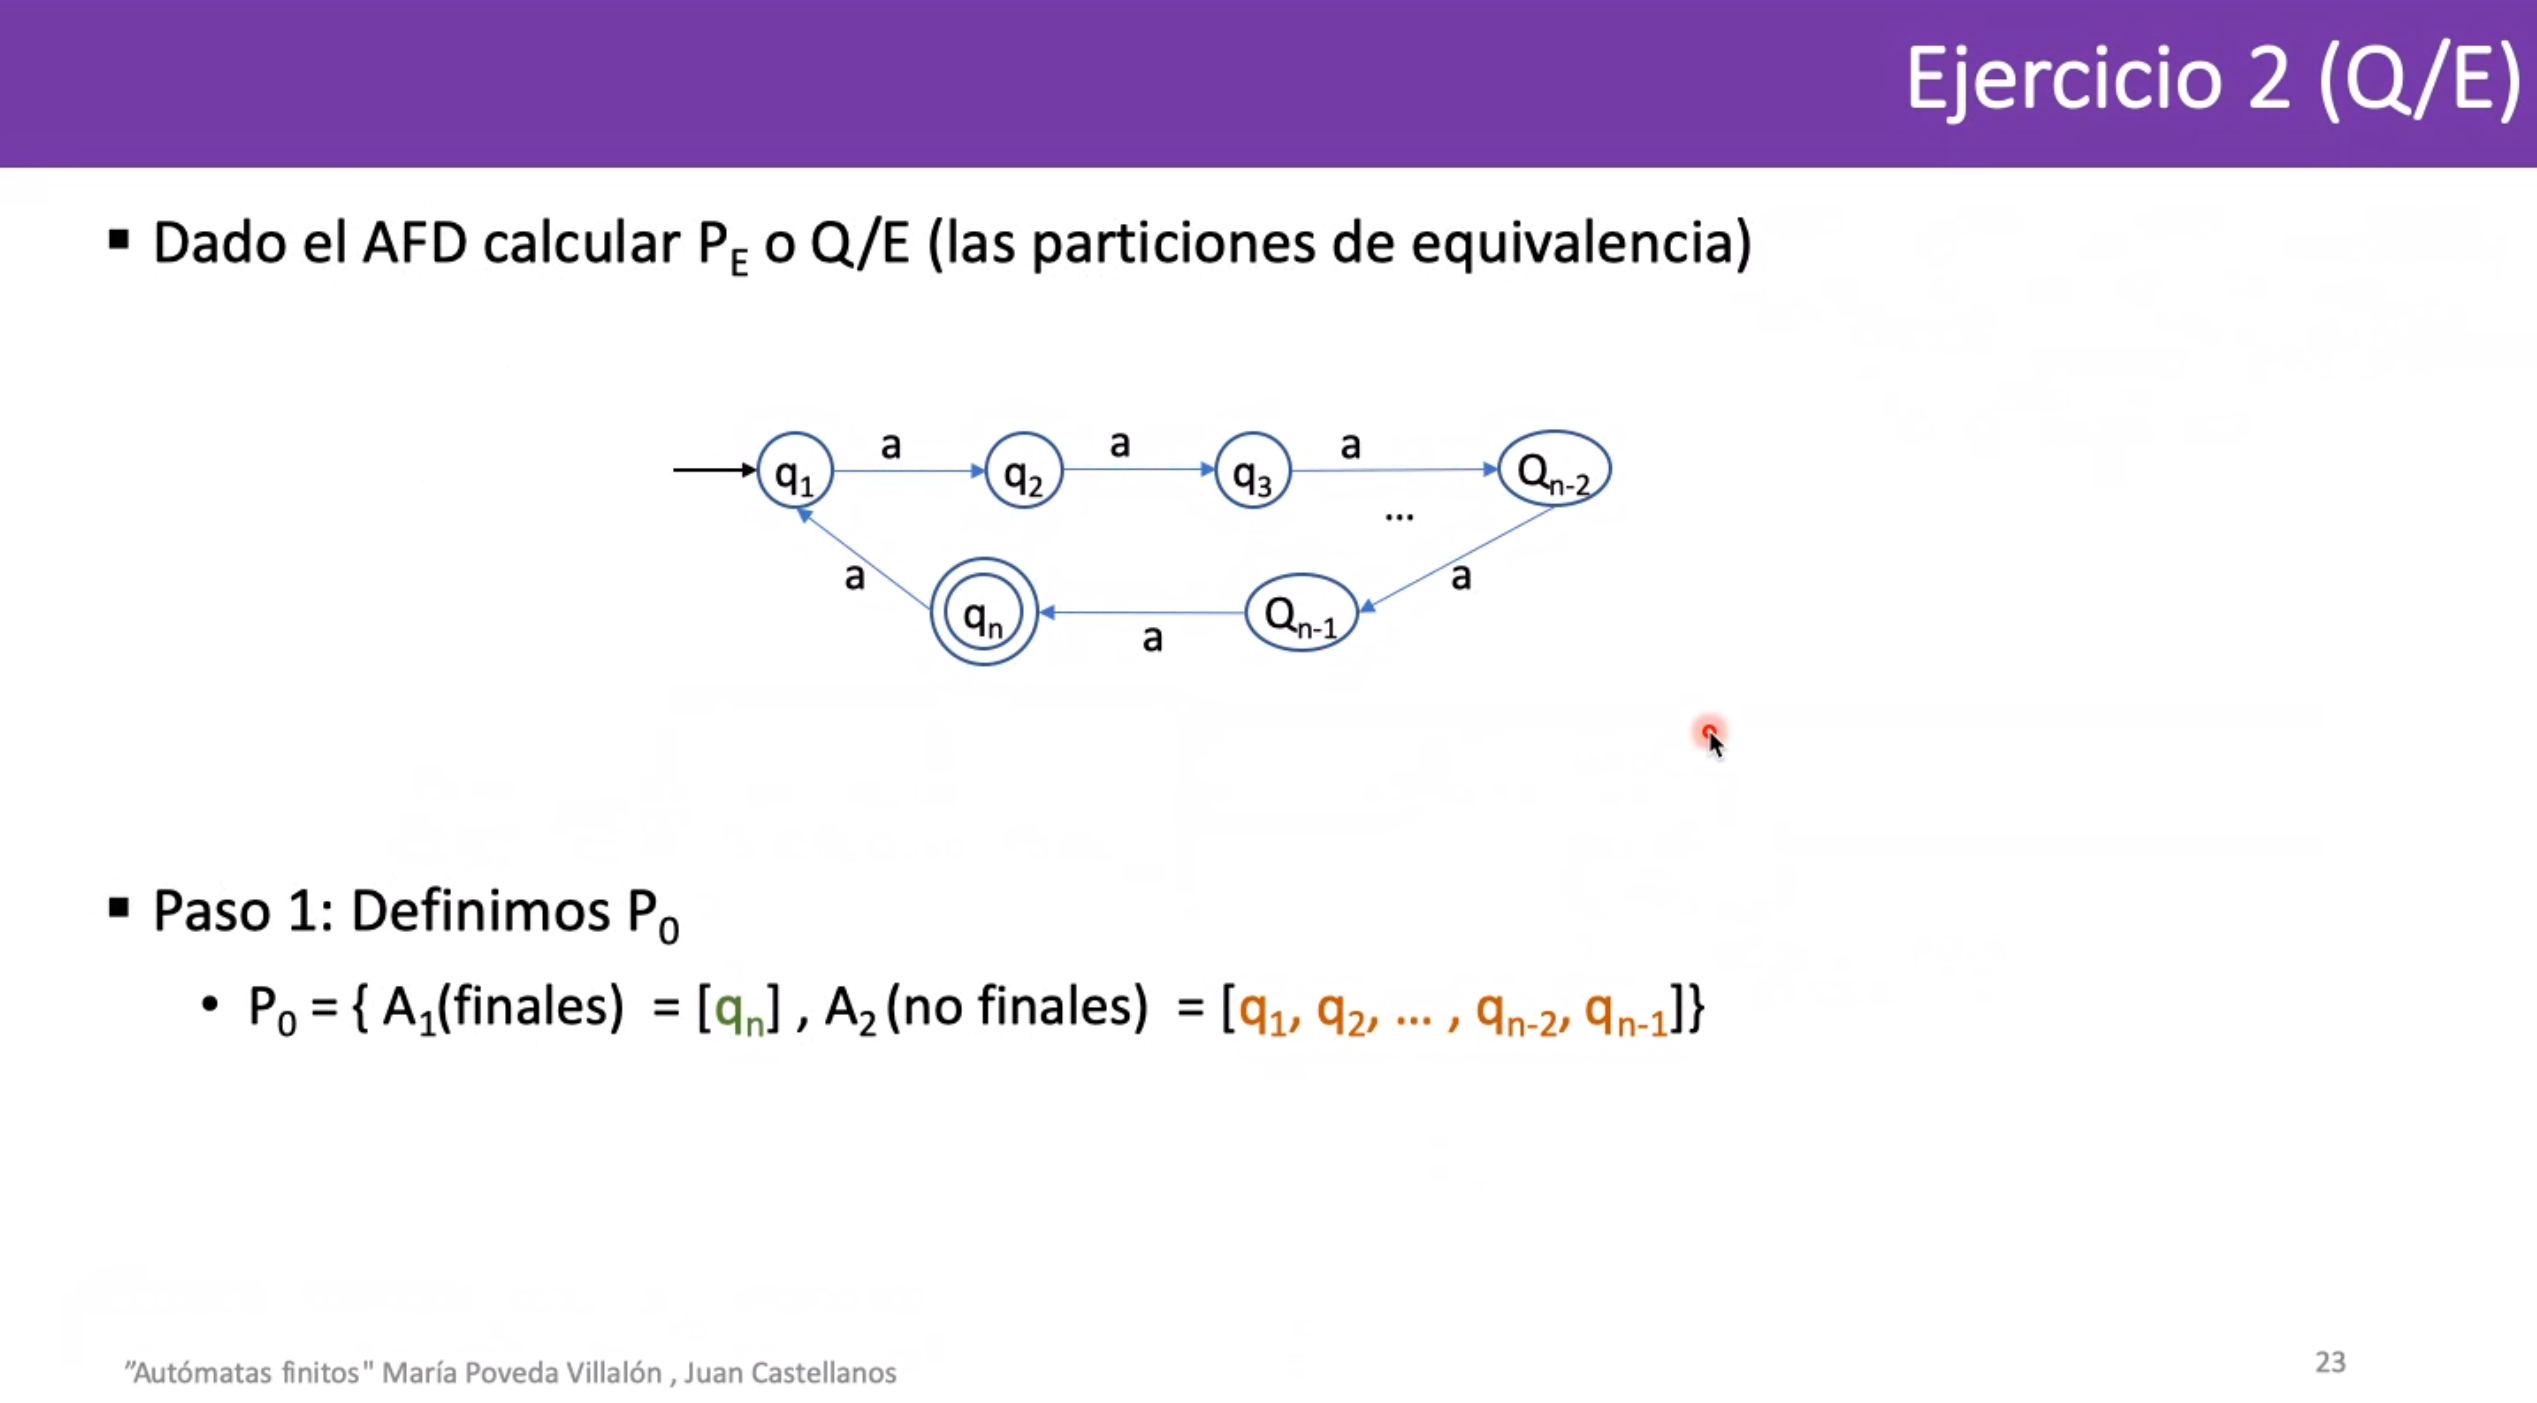 Ejercicio 2 (Q/E)
▪ Dado el AFD calcular P_E o Q/E (las particiones de equivalencia)
a a a
q₁ q₂ q₃ Qₙ₋₂
...
a a
qₙ Qₙ₋₁
a
▪ Paso 1: Definimos P₀
• P₀ = { A₁(finales) = [qₙ] , A₂ (no finales) = [q₁, q₂, ... , qₙ₋₂, qₙ₋₁]}
”Autómatas finitos" María Poveda Villalón , Juan Castellanos
23